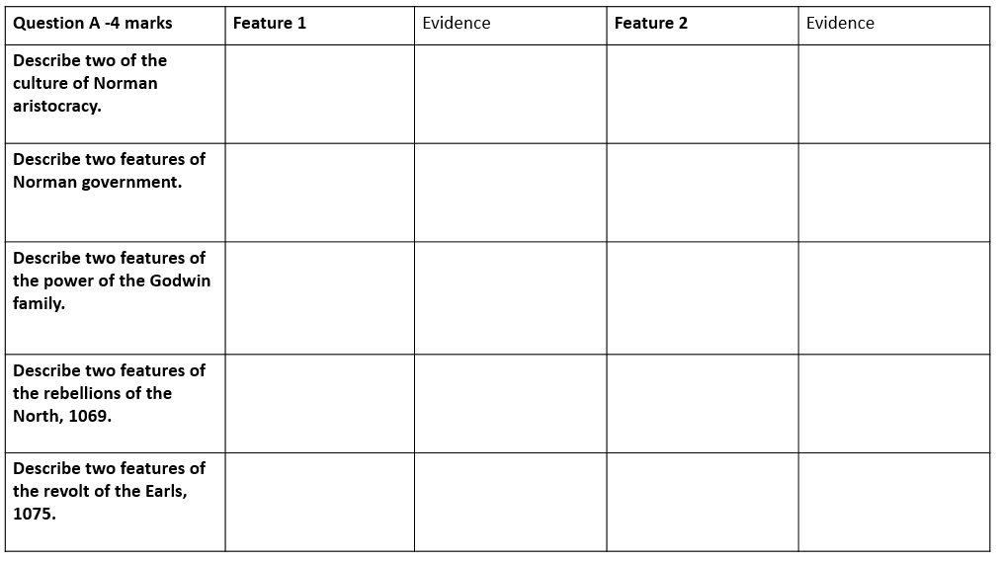 Question A -4 marks Feature 1 Evidence Feature 2 Evidence
Describe two of the
culture of Norman
aristocracy.
Describe two features of
Norman government.
Describe two features of
the power of the Godwin
family.
Describe two features of
the rebellions of the
North, 1069.
Describe two features of
the revolt of the Earls,
1075.